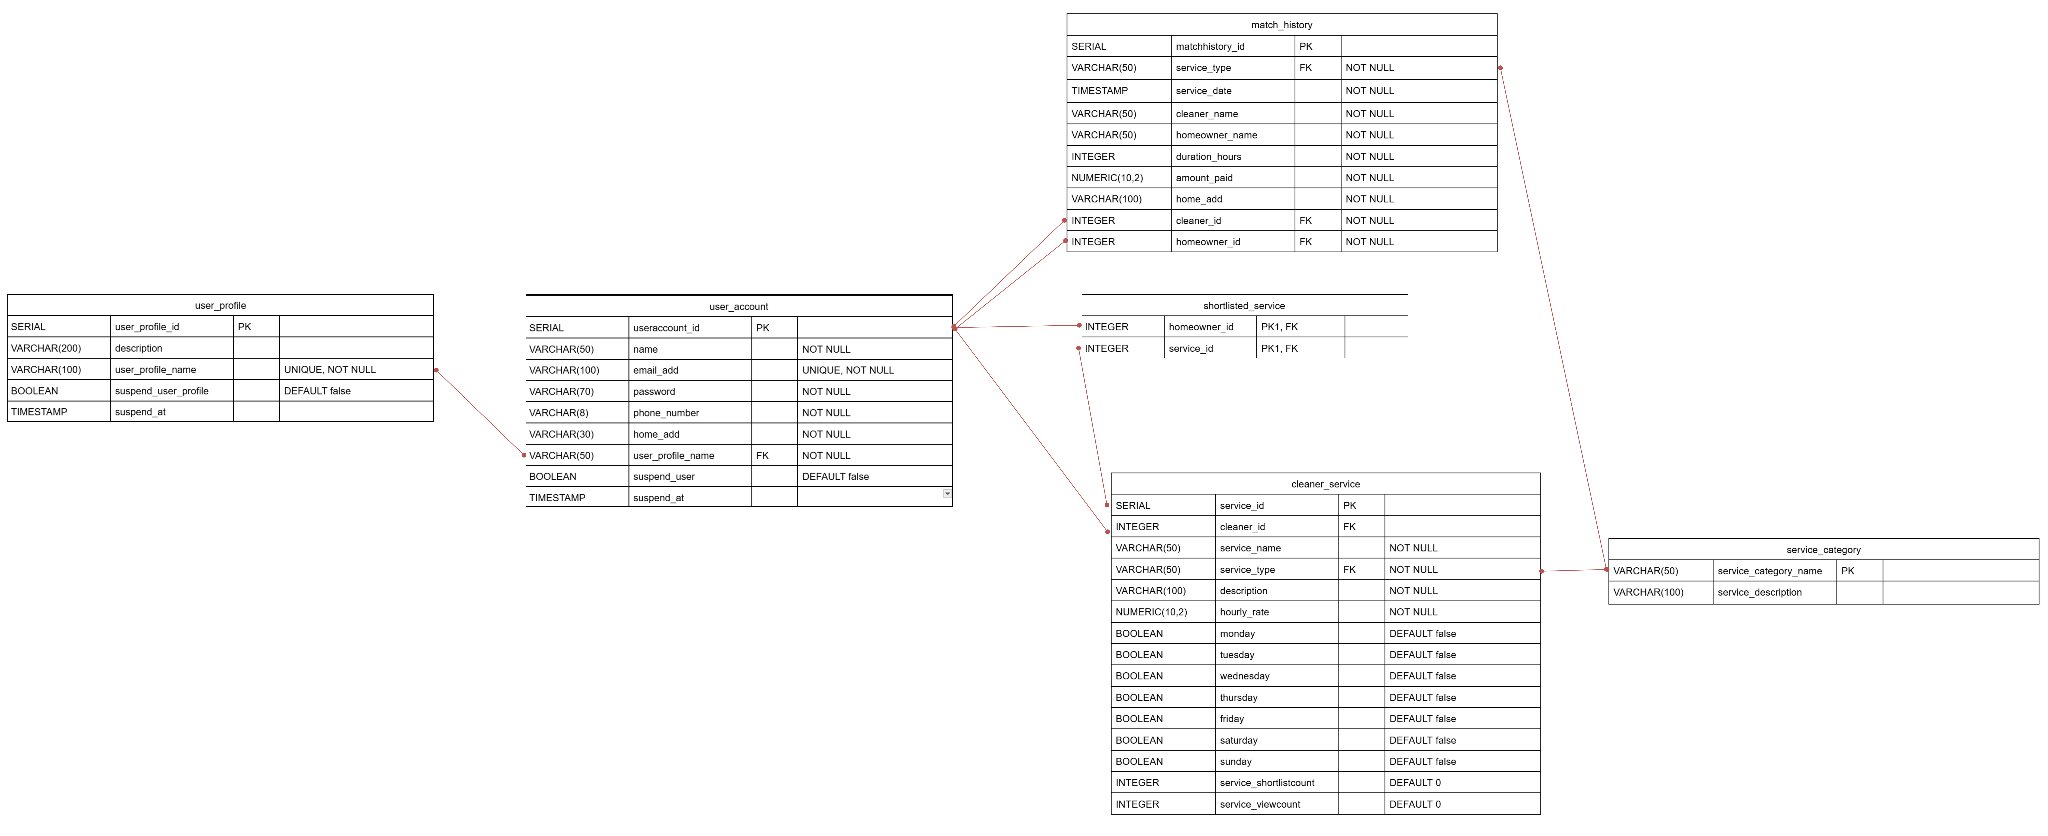 match_history
SERIAL matchhistory_id PK
VARCHAR(50) service_type FK NOT NULL
TIMESTAMP service_date NOT NULL
VARCHAR(50) cleaner_name NOT NULL
VARCHAR(50) homeowner_name NOT NULL
INTEGER duration_hours NOT NULL
NUMERIC(10,2) amount_paid NOT NULL
VARCHAR(100) home_add NOT NULL
INTEGER cleaner_id FK NOT NULL
INTEGER homeowner_id FK NOT NULL
user_profile
SERIAL user_profile_id PK
VARCHAR(200) description
VARCHAR(100) user_profile_name UNIQUE, NOT NULL
BOOLEAN suspend_user_profile DEFAULT false
TIMESTAMP suspend_at
user_account
SERIAL useraccount_id PK
VARCHAR(50) name NOT NULL
VARCHAR(100) email_add UNIQUE, NOT NULL
VARCHAR(70) password NOT NULL
VARCHAR(8) phone_number NOT NULL
VARCHAR(30) home_add NOT NULL
VARCHAR(50) user_profile_name FK NOT NULL
BOOLEAN suspend_user DEFAULT false
TIMESTAMP suspend_at
shortlisted_service
INTEGER homeowner_id PK1, FK
INTEGER service_id PK1, FK
cleaner_service
SERIAL service_id PK
INTEGER cleaner_id FK
VARCHAR(50) service_name NOT NULL
VARCHAR(50) service_type FK NOT NULL
VARCHAR(100) description NOT NULL
NUMERIC(10,2) hourly_rate NOT NULL
BOOLEAN monday DEFAULT false
BOOLEAN tuesday DEFAULT false
BOOLEAN wednesday DEFAULT false
BOOLEAN thursday DEFAULT false
BOOLEAN friday DEFAULT false
BOOLEAN saturday DEFAULT false
BOOLEAN sunday DEFAULT false
INTEGER service_shortlistcount DEFAULT 0
INTEGER service_viewcount DEFAULT 0
service_category
VARCHAR(50) service_category_name PK
VARCHAR(100) service_description